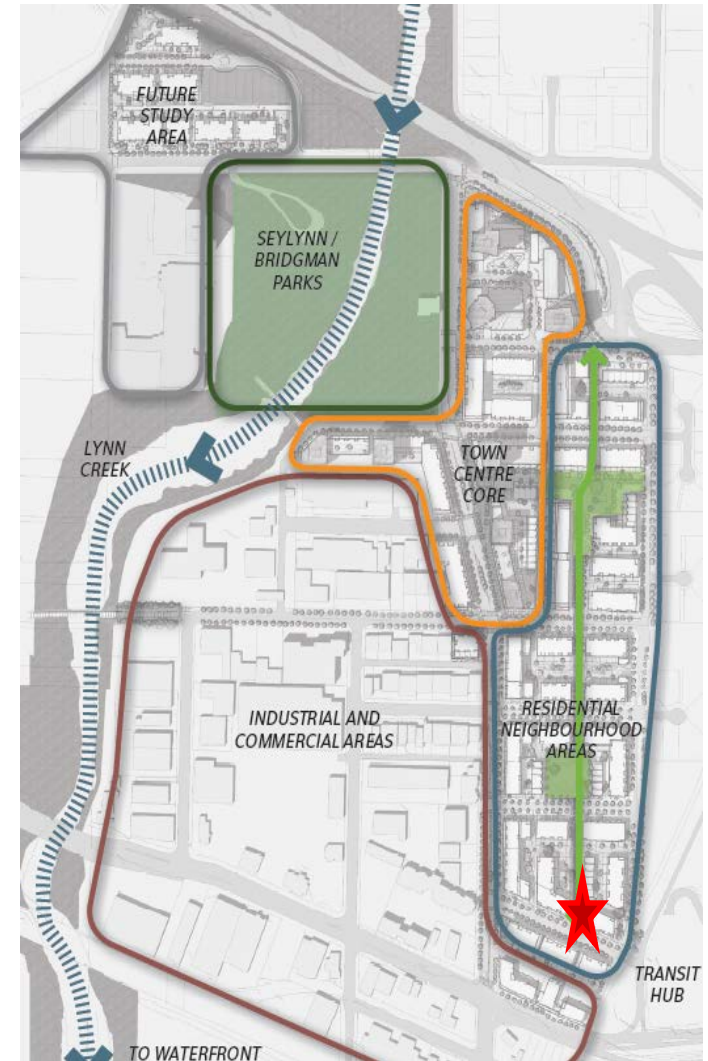 FUTURE
STUDY
AREA
SEYLYNN /
BRIDGMAN
PARKS
LYNN
CREEK
TOWN
CENTRE
CORE
INDUSTRIAL AND
COMMERCIAL AREAS
RESIDENTIAL
NEIGHBOURHOOD
AREAS
TRANSIT
HUB
TO WATERFRONT